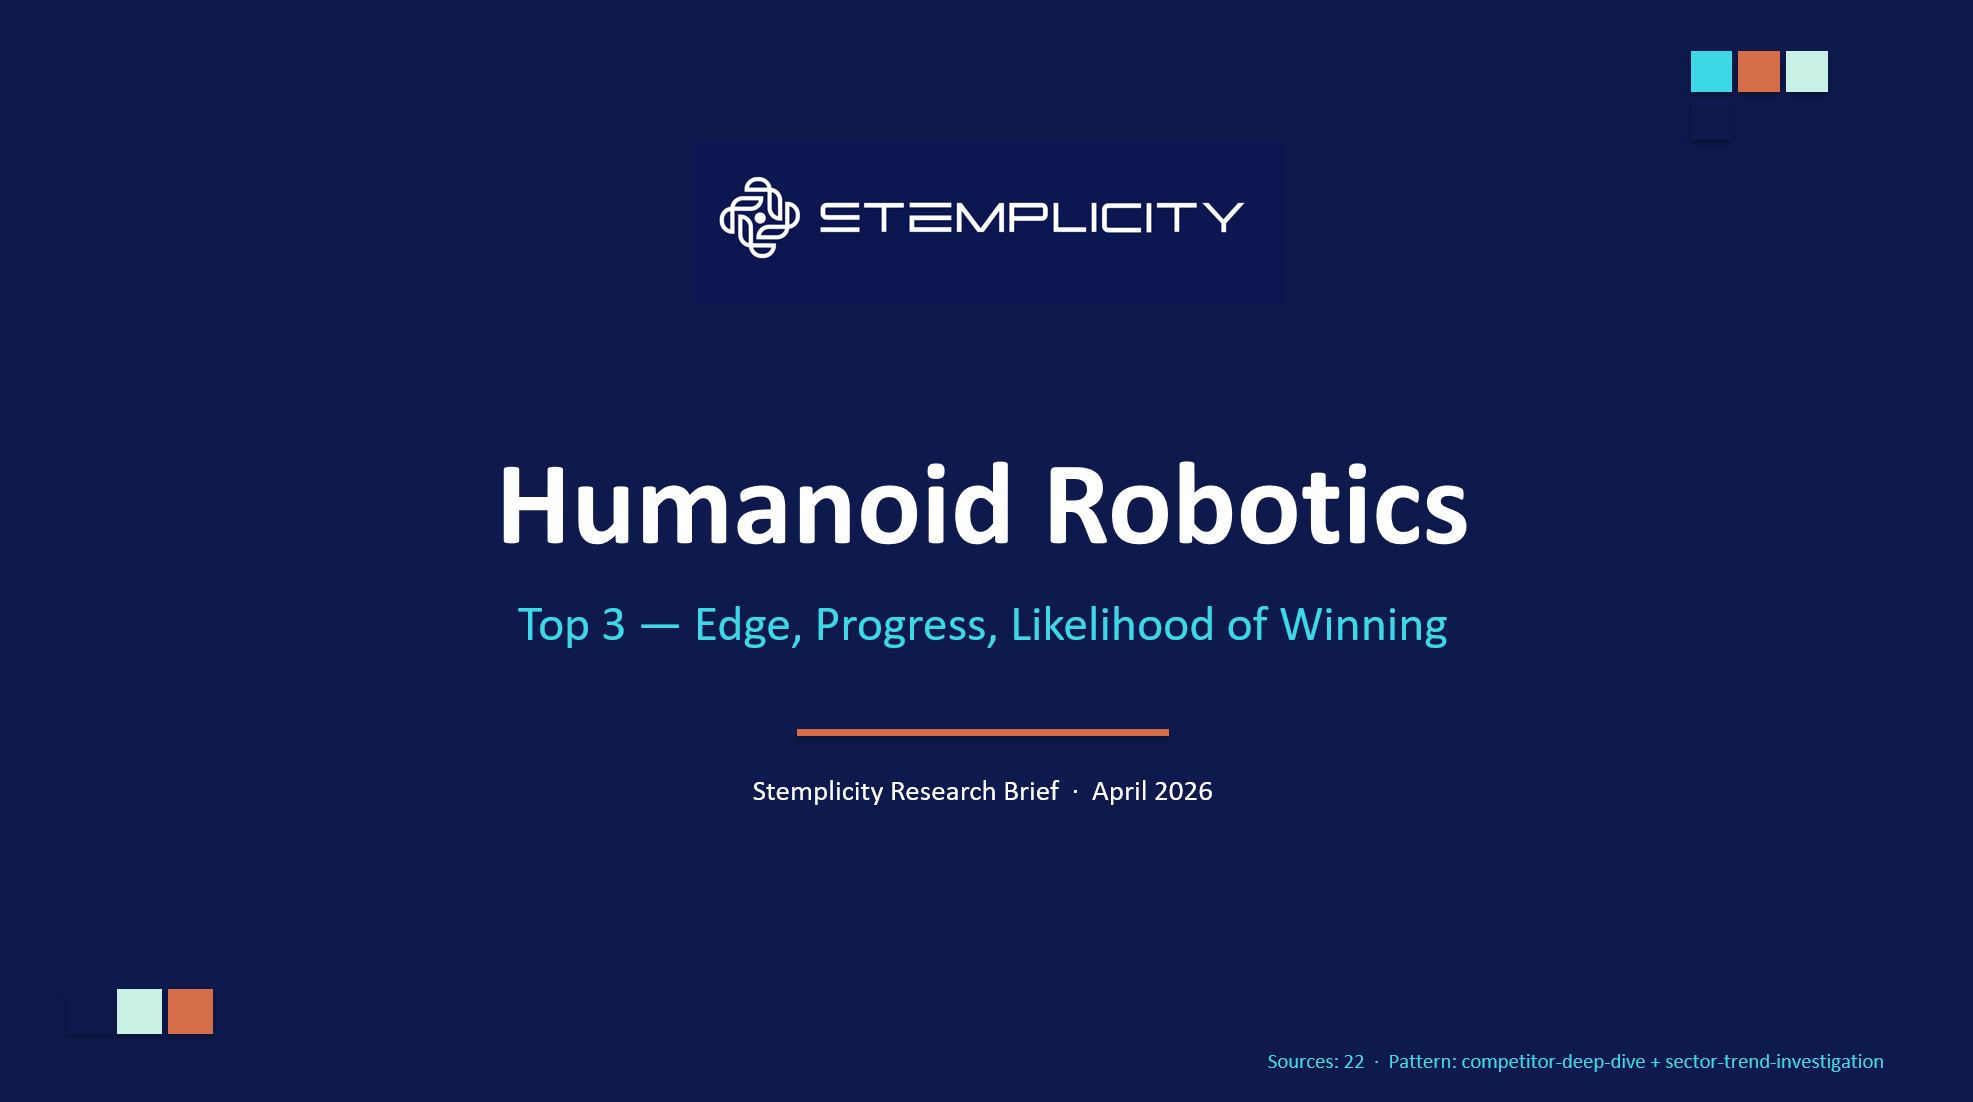 STEMPLICITY
Humanoid Robotics
Top 3 — Edge, Progress, Likelihood of Winning
Stemplicity Research Brief · April 2026
Sources: 22 · Pattern: competitor-deep-dive + sector-trend-investigation